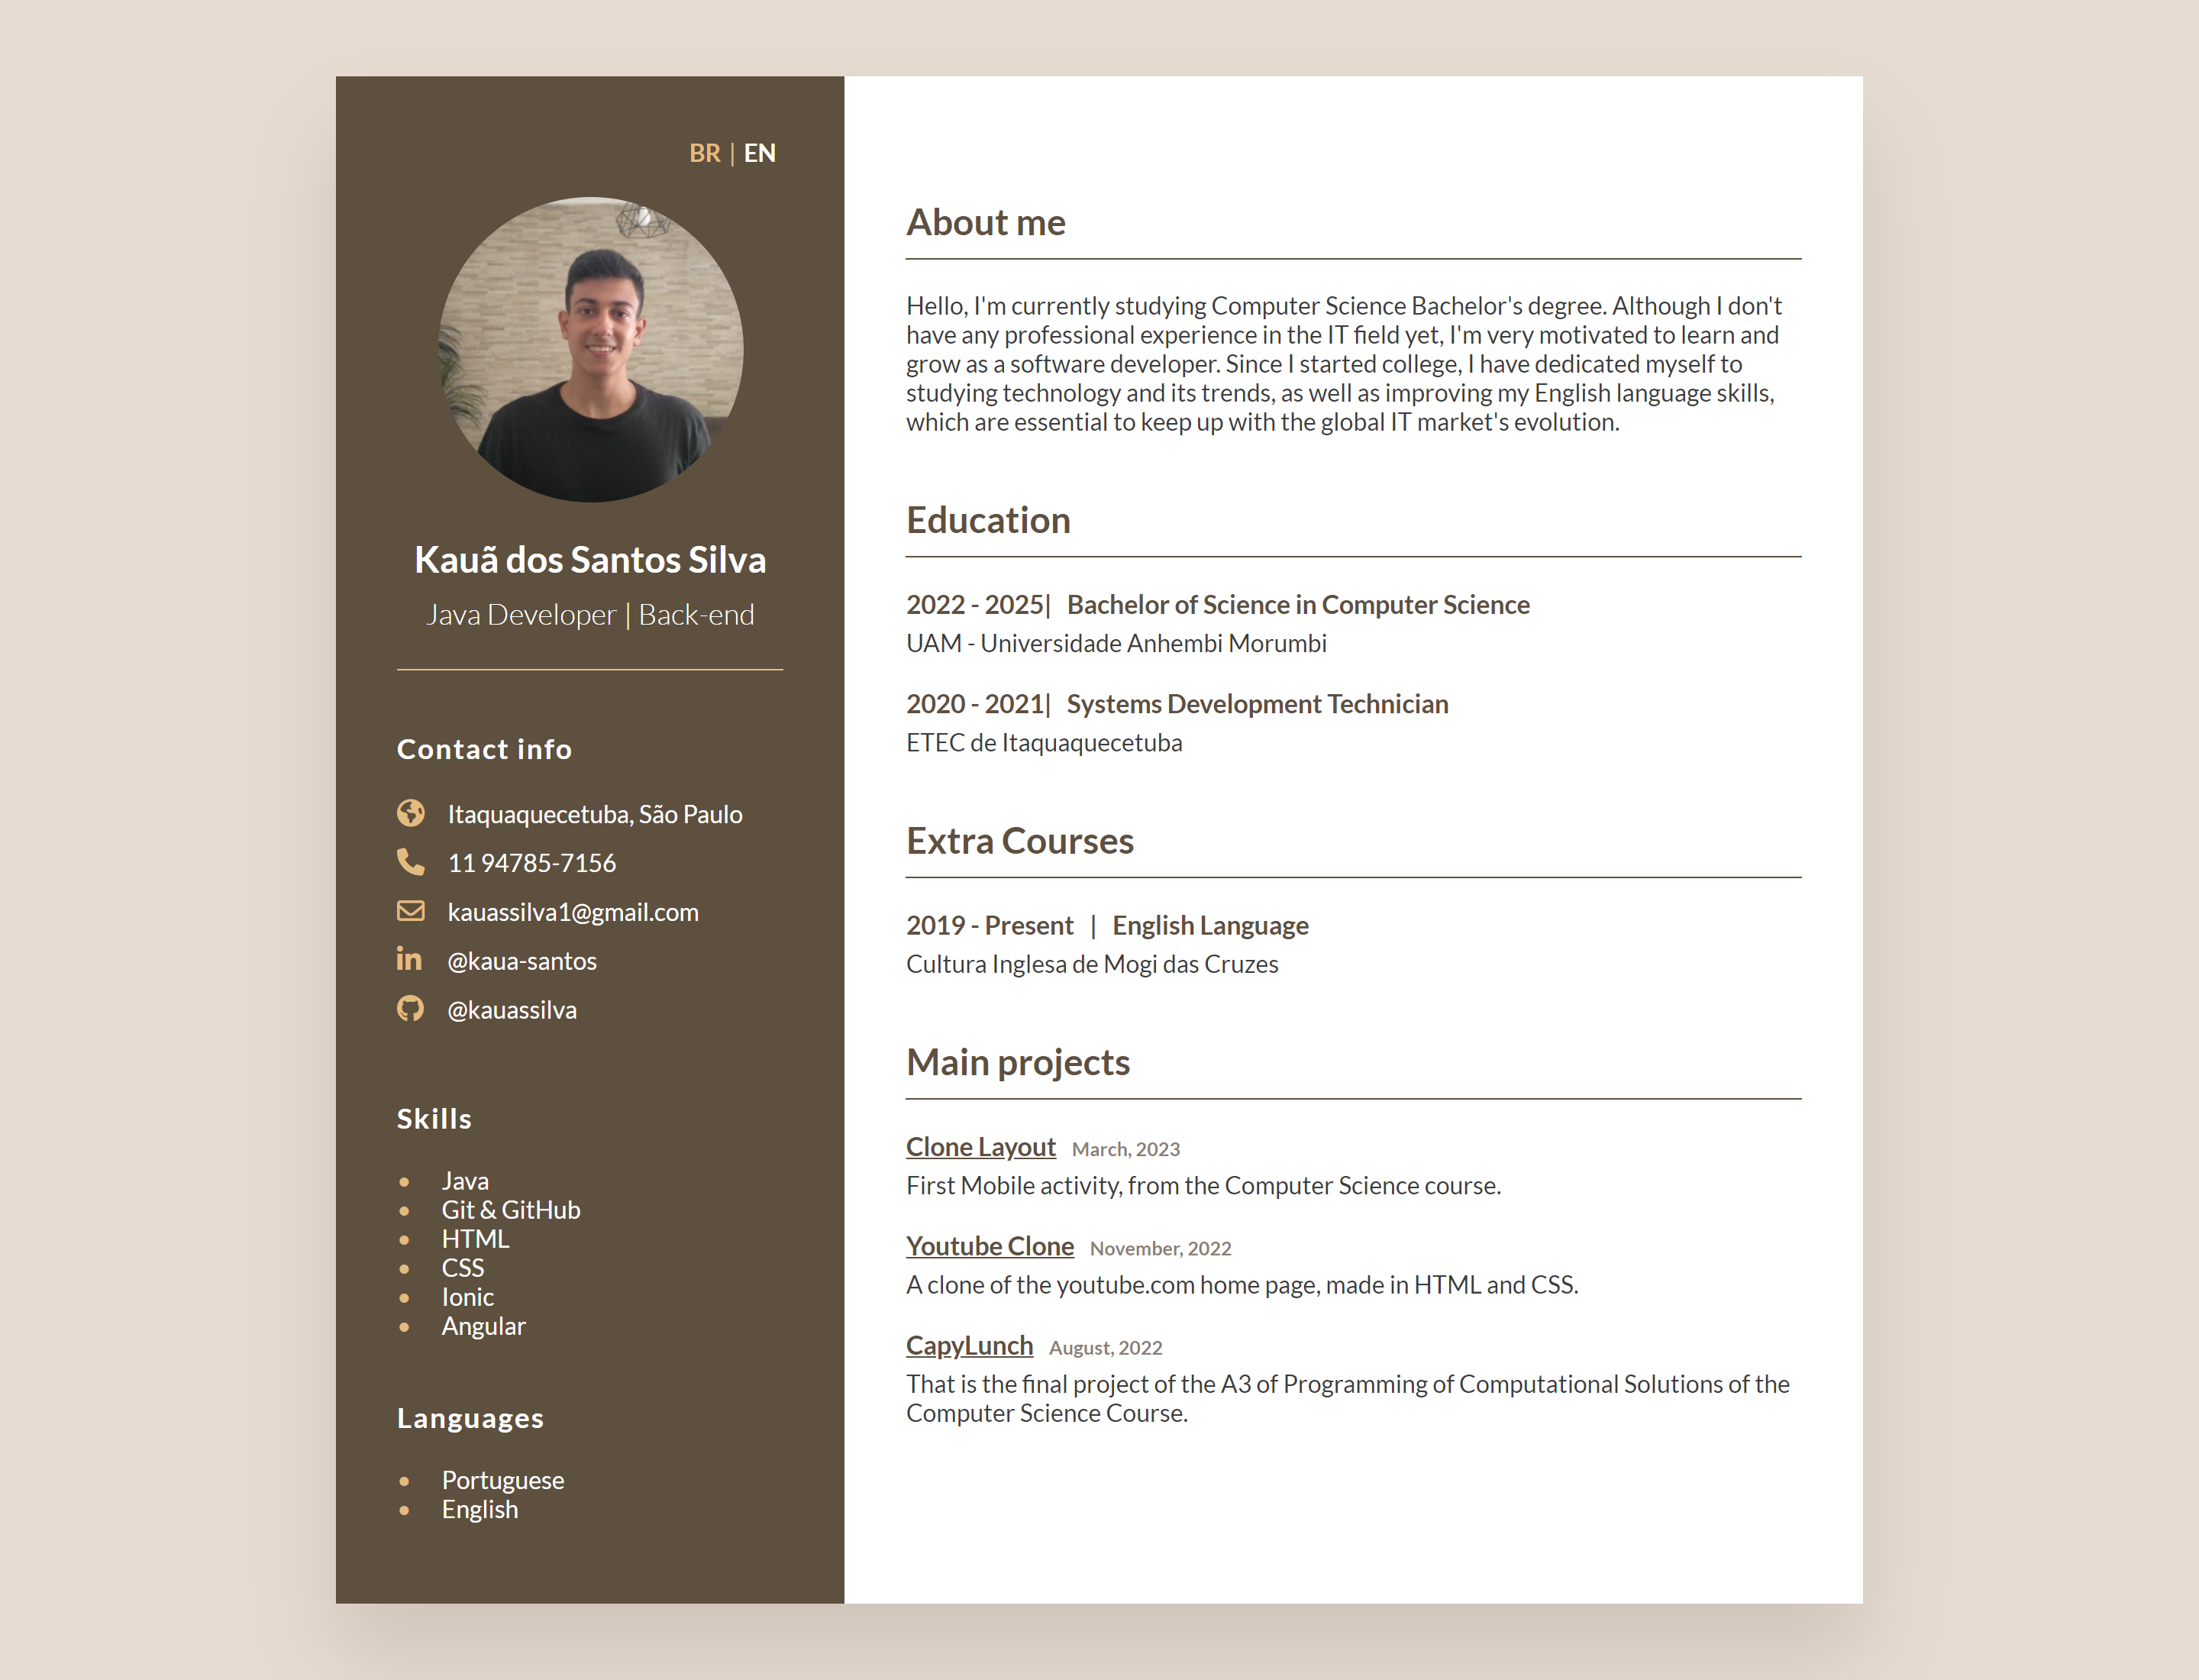 BR | EN
Kauã dos Santos Silva
Java Developer | Back-end
Contact info
Itaquaquecetuba, São Paulo
11 94785-7156
kauassilva1@gmail.com
@kaua-santos
@kauassilva
Skills
Java
Git & GitHub
HTML
CSS
Ionic
Angular
Languages
Portuguese
English
About me
Hello, I'm currently studying Computer Science Bachelor's degree. Although I don't
have any professional experience in the IT field yet, I'm very motivated to learn and
grow as a software developer. Since I started college, I have dedicated myself to
studying technology and its trends, as well as improving my English language skills,
which are essential to keep up with the global IT market's evolution.
Education
2022 - 2025| Bachelor of Science in Computer Science
UAM - Universidade Anhembi Morumbi
2020 - 2021| Systems Development Technician
ETEC de Itaquaquecetuba
Extra Courses
2019 - Present | English Language
Cultura Inglesa de Mogi das Cruzes
Main projects
Clone Layout March, 2023
First Mobile activity, from the Computer Science course.
Youtube Clone November, 2022
A clone of the youtube.com home page, made in HTML and CSS.
CapyLunch August, 2022
That is the final project of the A3 of Programming of Computational Solutions of the
Computer Science Course.